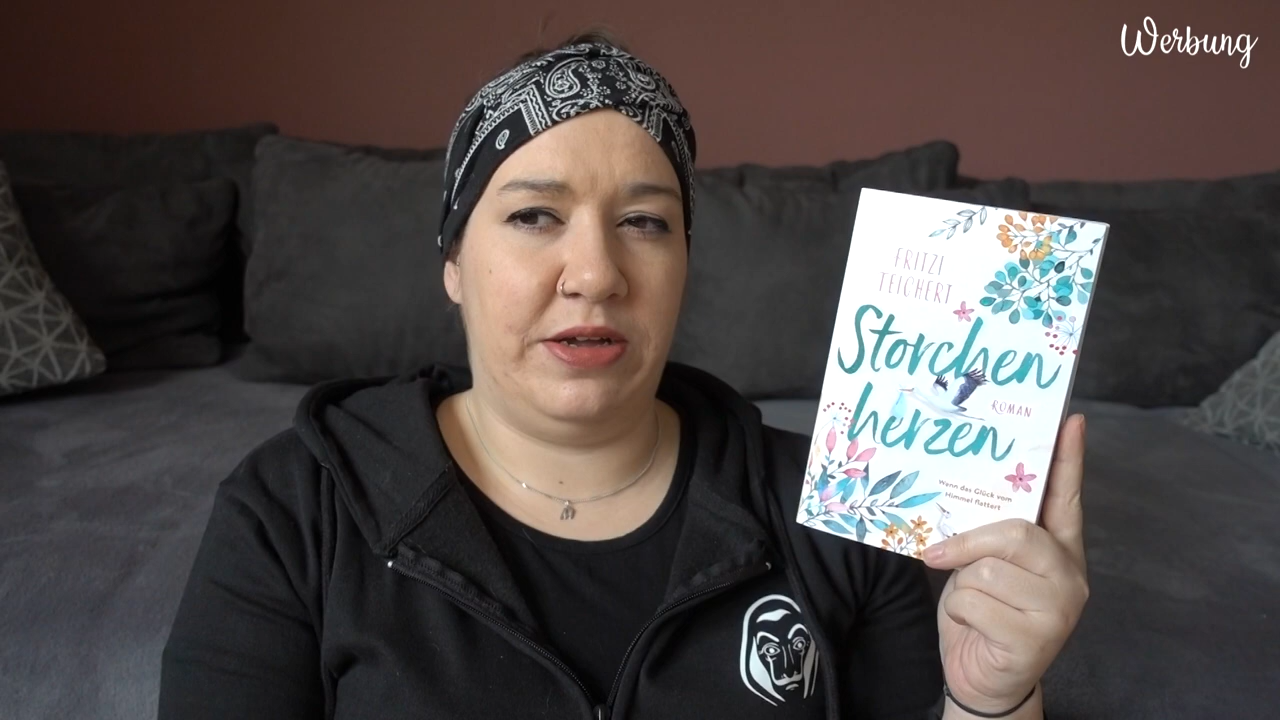 Werbung
FRITZI
TEICHERT
Storchen
herzen
ROMAN
Wenn das Glück vom
Himmel flattert